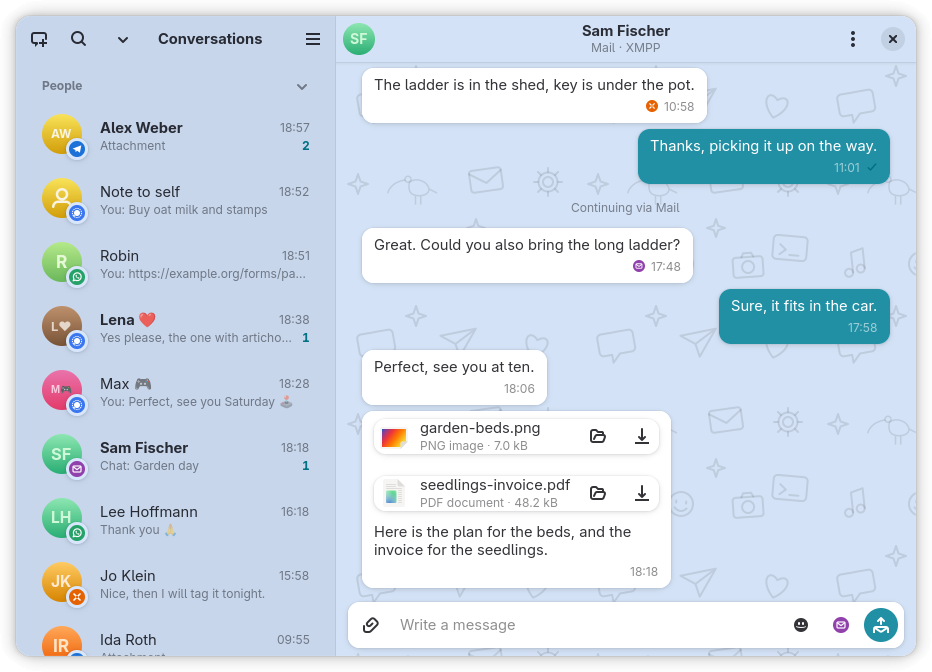 Conversations
People
AW
Alex Weber 18:57
Attachment 2
Note to self 18:52
You: Buy oat milk and stamps
R
Robin 18:51
You: https://example.org/forms/pa…
L❤
Lena ❤️ 18:38
Yes please, the one with articho… 1
M🎮
Max 🎮 18:28
You: Perfect, see you Saturday 🕹️
SF
Sam Fischer 18:18
Chat: Garden day 1
LH
Lee Hoffmann 16:18
Thank you 🙏
JK
Jo Klein 15:58
Nice, then I will tag it tonight.
IR
Ida Roth 09:55
Attachment
SF
Sam Fischer
Mail · XMPP
The ladder is in the shed, key is under the pot.
10:58
Thanks, picking it up on the way.
11:01 ✓
Continuing via Mail
Great. Could you also bring the long ladder?
17:48
Sure, it fits in the car.
17:58
Perfect, see you at ten.
18:06
garden-beds.png
PNG image · 7.0 kB
seedlings-invoice.pdf
PDF document · 48.2 kB
Here is the plan for the beds, and the
invoice for the seedlings.
18:18
Write a message